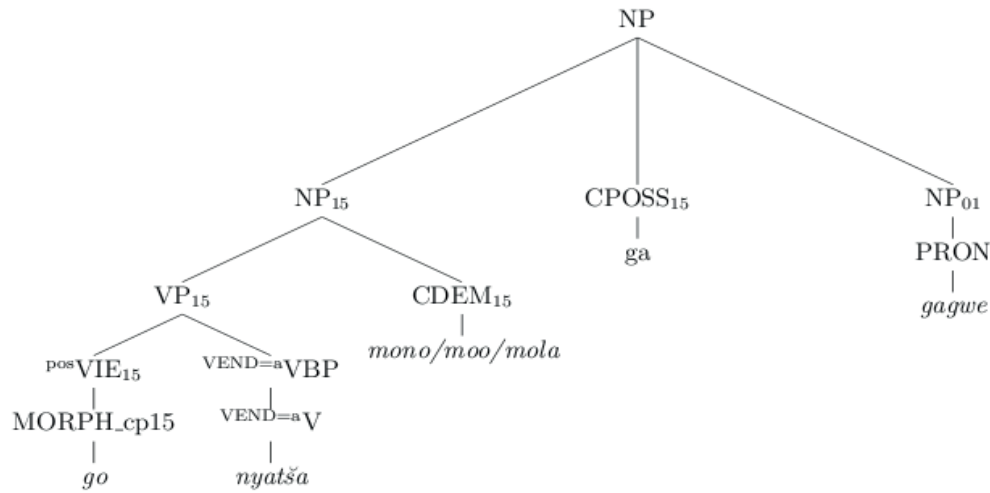 NP
NP₁₅ CPOSS₁₅ NP₀₁
ga PRON
VP₁₅ CDEM₁₅ gagwe
mono/moo/mola
ᵖᵒˢVIE₁₅ ⱽᴱᴺᴰ⁼ᵃVBP
MORPH_cp15 ⱽᴱᴺᴰ⁼ᵃV
go nyatša